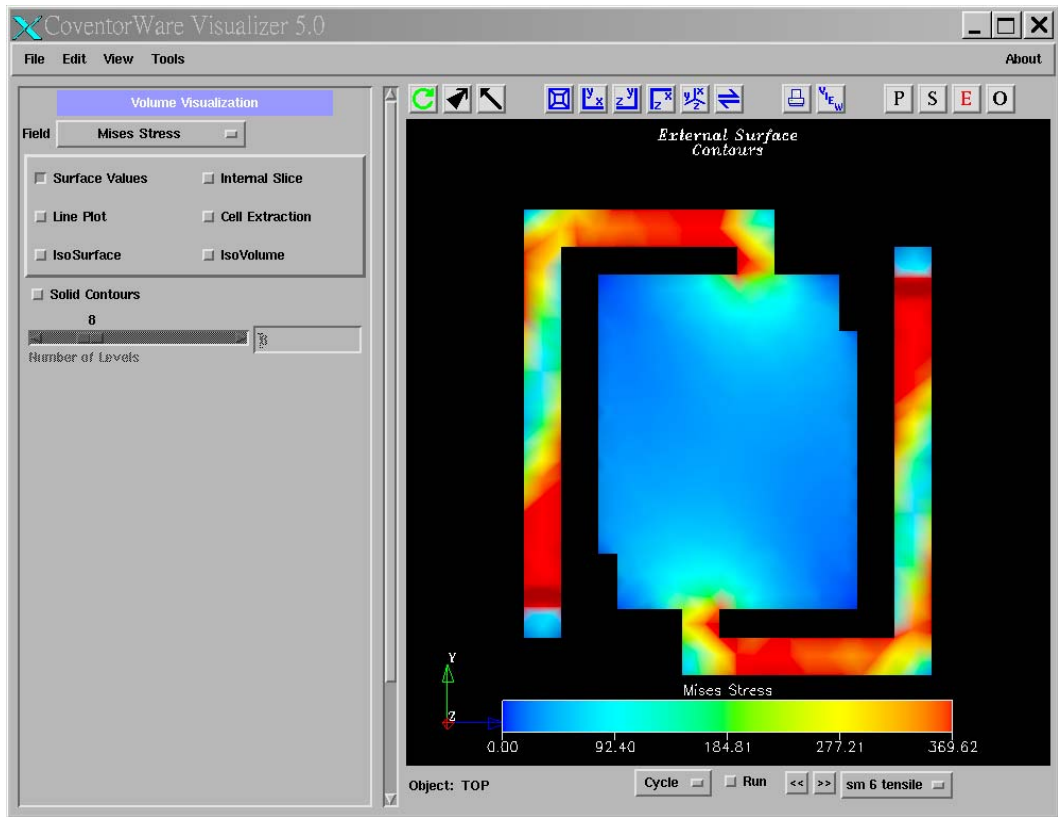 CoventorWare Visualizer 5.0
File Edit View Tools About
Volume Visualization
Field Mises Stress
Surface Values Internal Slice
Line Plot Cell Extraction
IsoSurface IsoVolume
Solid Contours
8
8
Number of Levels
y x
z y
z x
y x z
VIEW
P S E O
External Surface
Contours
Y
Z
Mises Stress
0.00 92.40 184.81 277.21 369.62
Object: TOP Cycle Run << >> sm 6 tensile